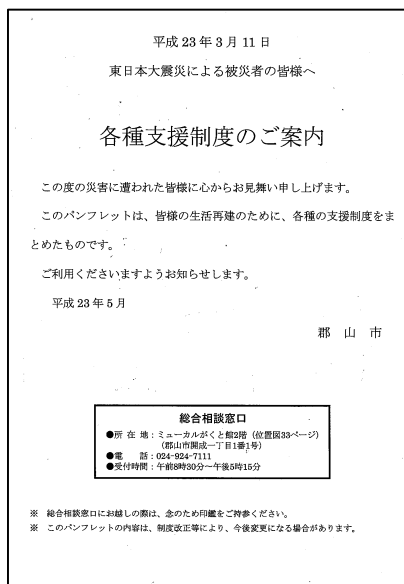 平成 23 年 3 月 11 日
東日本大震災による被災者の皆様へ
各種支援制度のご案内
この度の災害に遭われた皆様に心からお見舞い申し上げます。
このパンフレットは、皆様の生活再建のために、各種の支援制度をま
とめたものです。
ご利用くださいますようお知らせします。
平成 23 年 5 月
郡 山 市
総合相談窓口
●所 在 地:ミューカルがくと館2階(位置図33ページ)
(郡山市開成一丁目1番1号)
●電 話:024-924-7111
●受付時間:午前8時30分~午後5時15分
※ 総合相談窓口にお越しの際は、念のため印鑑をご持参ください。
※ このパンフレットの内容は、制度改正等により、今後変更になる場合があります。